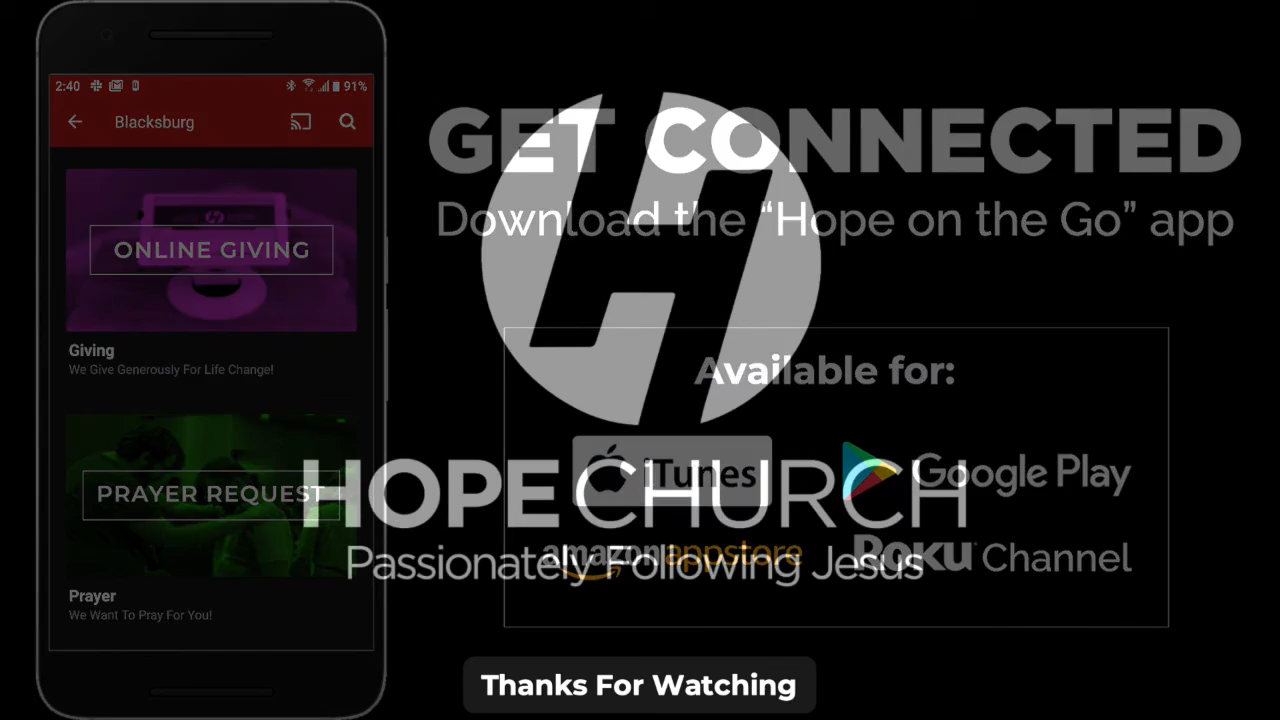 2:40
91%
Blacksburg
ONLINE GIVING
Giving
We Give Generously For Life Change!
PRAYER REQUEST
Prayer
We Want To Pray For You!
GET CONNECTED
Download the “Hope on the Go” app
Available for:
iTunes
Google Play
amazon appstore
ROKU Channel
HOPE CHURCH
Passionately Following Jesus
Thanks For Watching